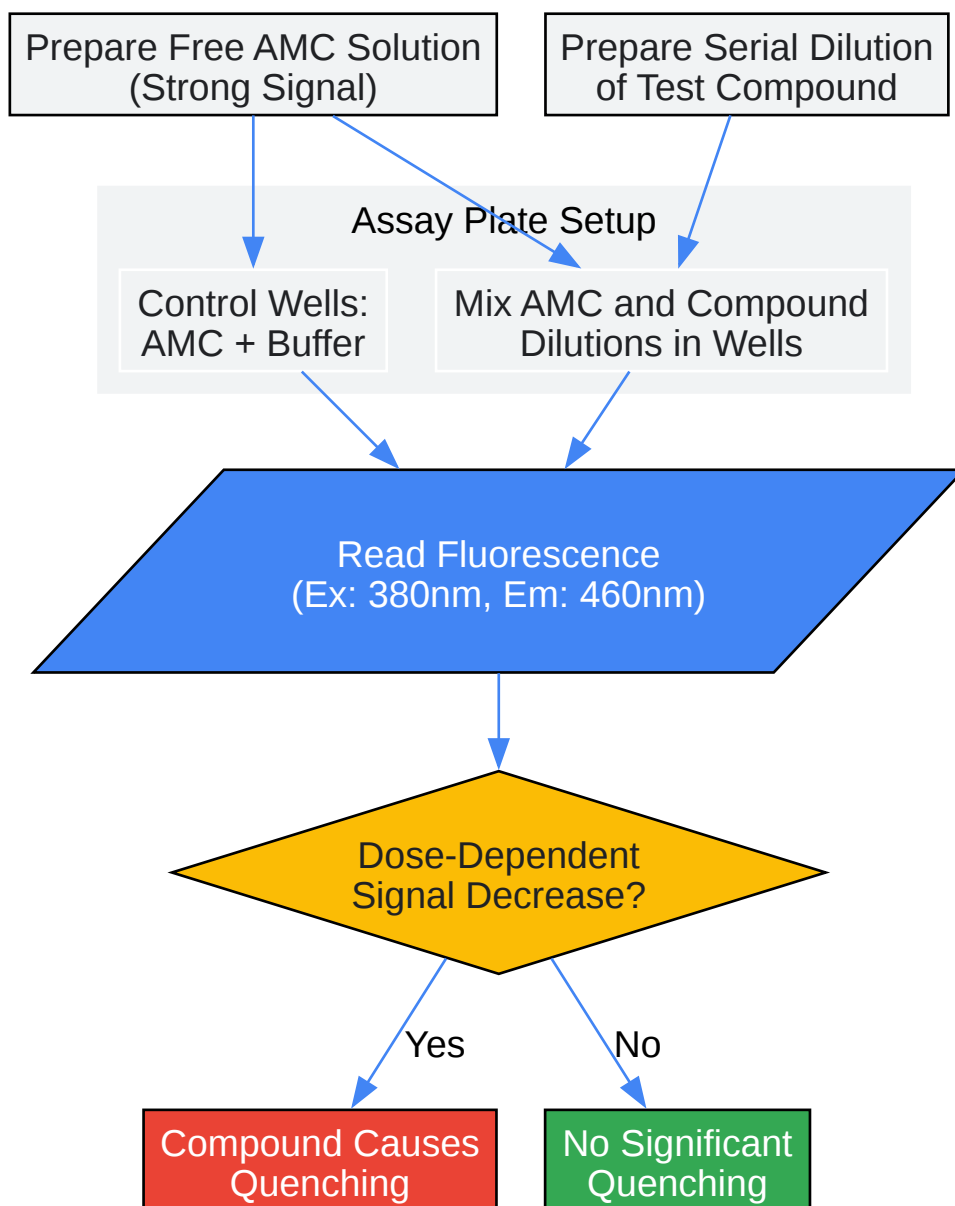 Prepare Free AMC Solution
(Strong Signal)
Prepare Serial Dilution
of Test Compound
Assay Plate Setup
Control Wells:
AMC + Buffer
Mix AMC and Compound
Dilutions in Wells
Read Fluorescence
(Ex: 380nm, Em: 460nm)
Dose-Dependent
Signal Decrease?
Yes
No
Compound Causes
Quenching
No Significant
Quenching